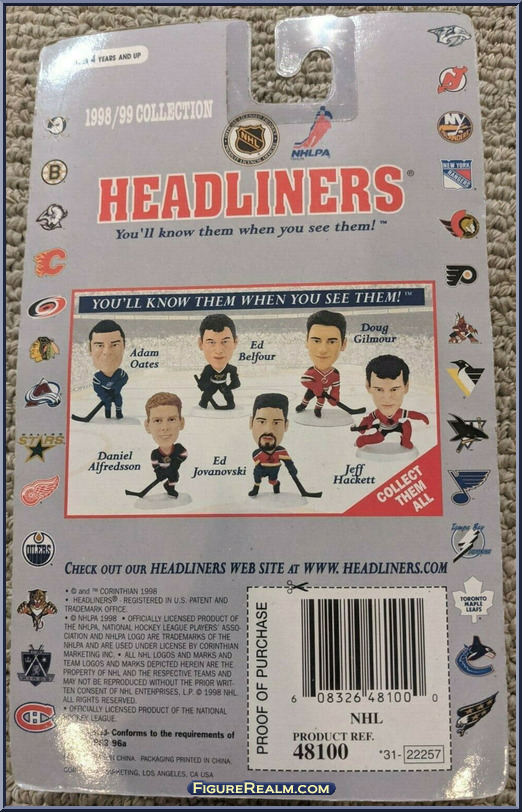 4 YEARS AND UP
1998/99 COLLECTION
NHL
NHLPA
HEADLINERS®
You'll know them when you see them! ™
YOU'LL KNOW THEM WHEN YOU SEE THEM! ™
Adam
Oates
Ed
Belfour
Doug
Gilmour
Daniel
Alfredsson
Ed
Jovanovski
Jeff
Hackett
COLLECT
THEM
ALL
B
NY
NEW YORK
RANGERS
STARS
OILERS
Tampa Bay
TORONTO
MAPLE
LEAFS
CHECK OUT OUR HEADLINERS WEB SITE AT WWW. HEADLINERS.COM
• © and ™ CORINTHIAN 1998
• HEADLINERS® - REGISTERED IN U.S. PATENT AND
TRADEMARK OFFICE.
• © NHLPA 1998 • OFFICIALLY LICENSED PRODUCT OF
THE NHLPA, NATIONAL HOCKEY LEAGUE PLAYERS' ASSO-
CIATION AND NHLPA LOGO ARE TRADEMARKS OF THE
NHLPA AND ARE USED UNDER LICENSE BY CORINTHIAN
MARKETING INC. • ALL NHL LOGOS AND MARKS AND
TEAM LOGOS AND MARKS DEPICTED HEREIN ARE THE
PROPERTY OF NHL AND THE RESPECTIVE TEAMS AND
MAY NOT BE REPRODUCED WITHOUT THE PRIOR WRIT-
TEN CONSENT OF NHL ENTERPRISES, L.P. © 1998 NHL.
ALL RIGHTS RESERVED.
• OFFICIALLY LICENSED PRODUCT OF THE NATIONAL
HOCKEY LEAGUE.
Conforms to the requirements of
96a
IN CHINA. PACKAGING PRINTED IN CHINA.
MARKETING, LOS ANGELES, CA USA
PROOF OF PURCHASE
6 08326 48100 0
NHL
PRODUCT REF.
48100
*31- 22257
FIGUREREALM.COM